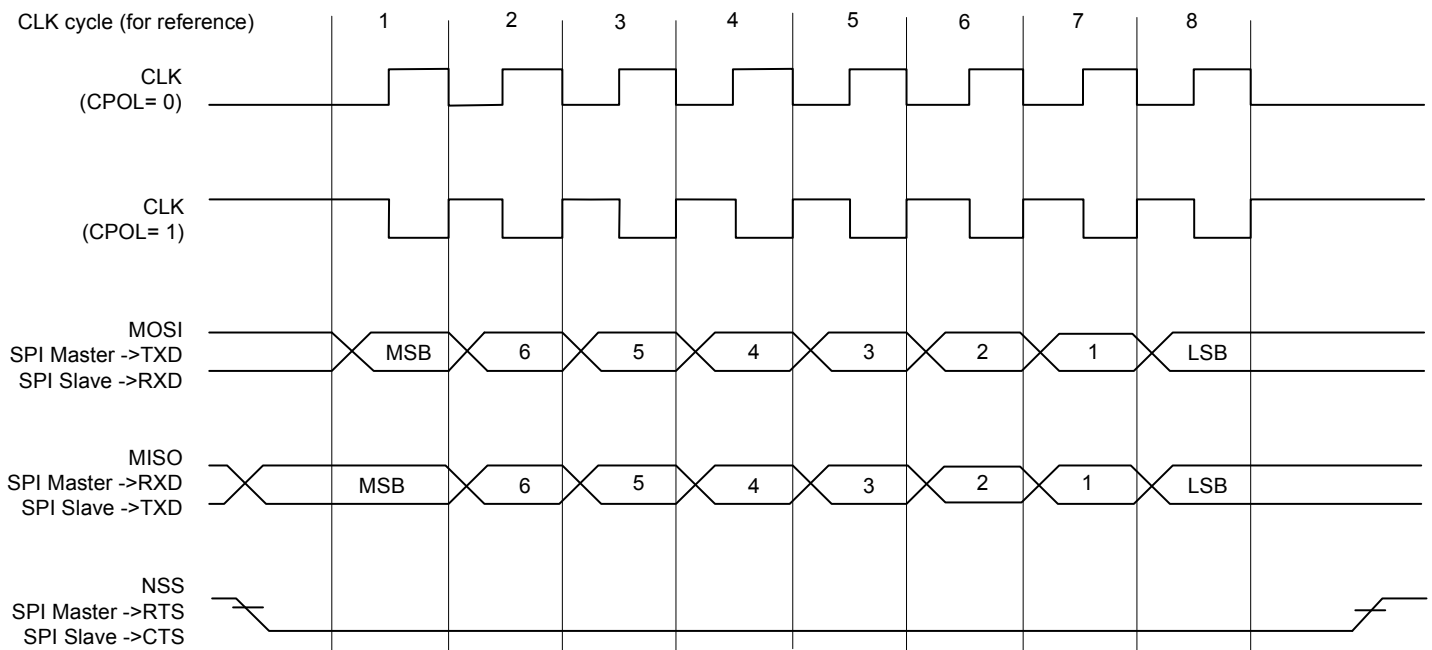 CLK cycle (for reference) 1 2 3 4 5 6 7 8
CLK
(CPOL= 0)
CLK
(CPOL= 1)
MOSI
SPI Master ->TXD
SPI Slave ->RXD
MSB 6 5 4 3 2 1 LSB
MISO
SPI Master ->RXD
SPI Slave ->TXD
MSB 6 5 4 3 2 1 LSB
NSS
SPI Master ->RTS
SPI Slave ->CTS